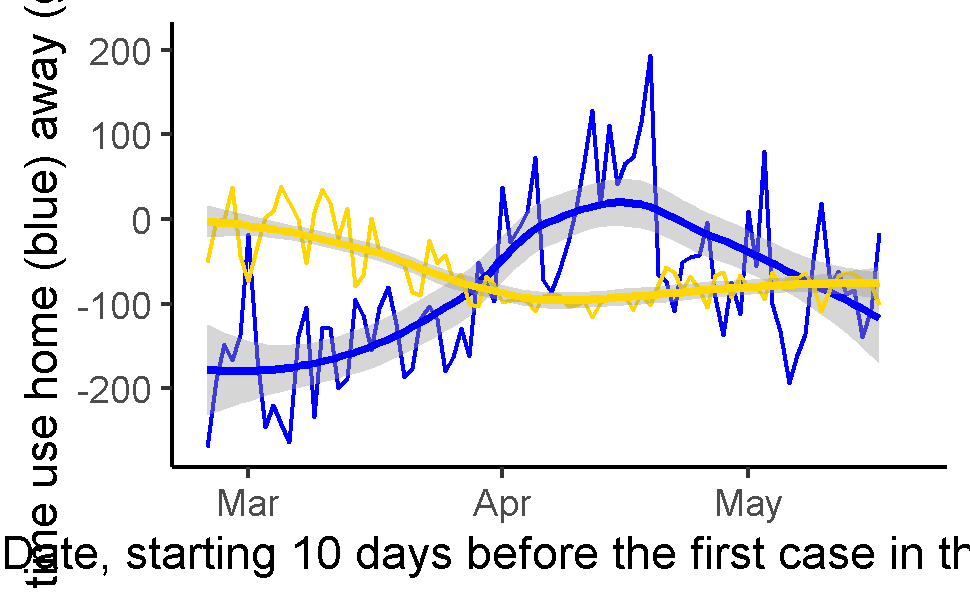 time use home (blue) away (
200
100
0
-100
-200
Mar Apr May
Date, starting 10 days before the first case in th